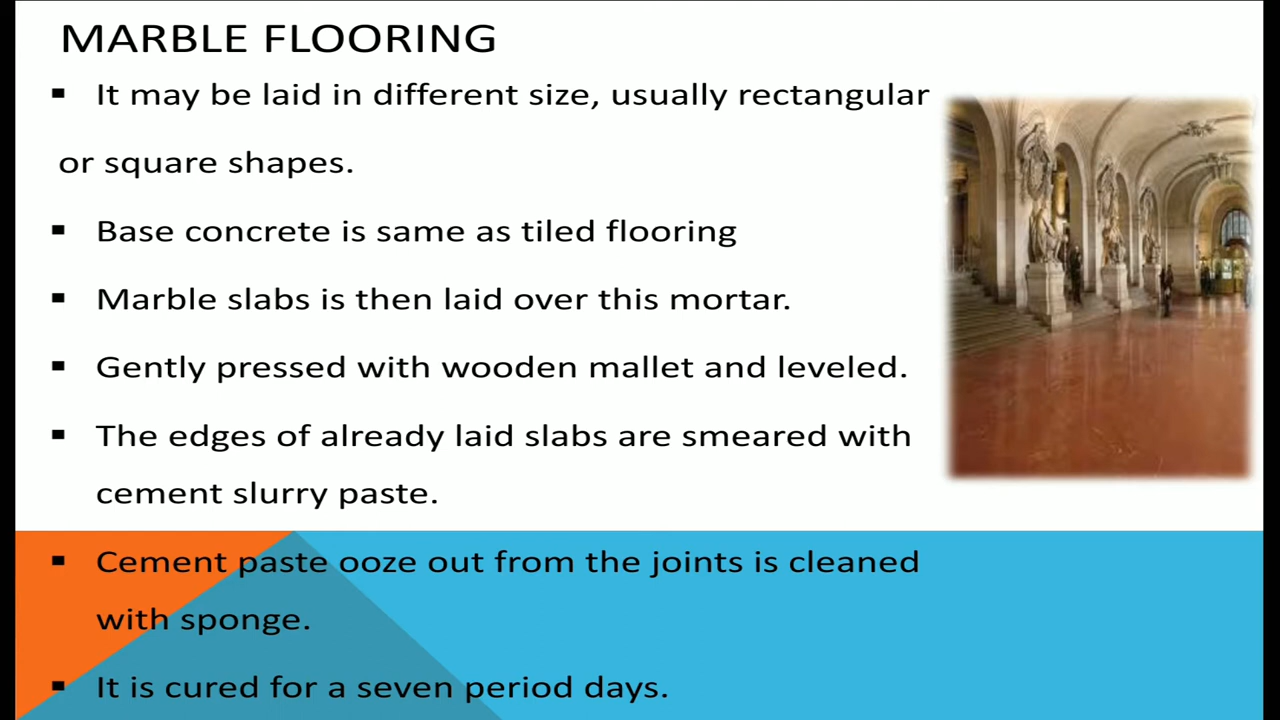 MARBLE FLOORING
▪ It may be laid in different size, usually rectangular
or square shapes.
▪ Base concrete is same as tiled flooring
▪ Marble slabs is then laid over this mortar.
▪ Gently pressed with wooden mallet and leveled.
▪ The edges of already laid slabs are smeared with
cement slurry paste.
▪ Cement paste ooze out from the joints is cleaned
with sponge.
▪ It is cured for a seven period days.